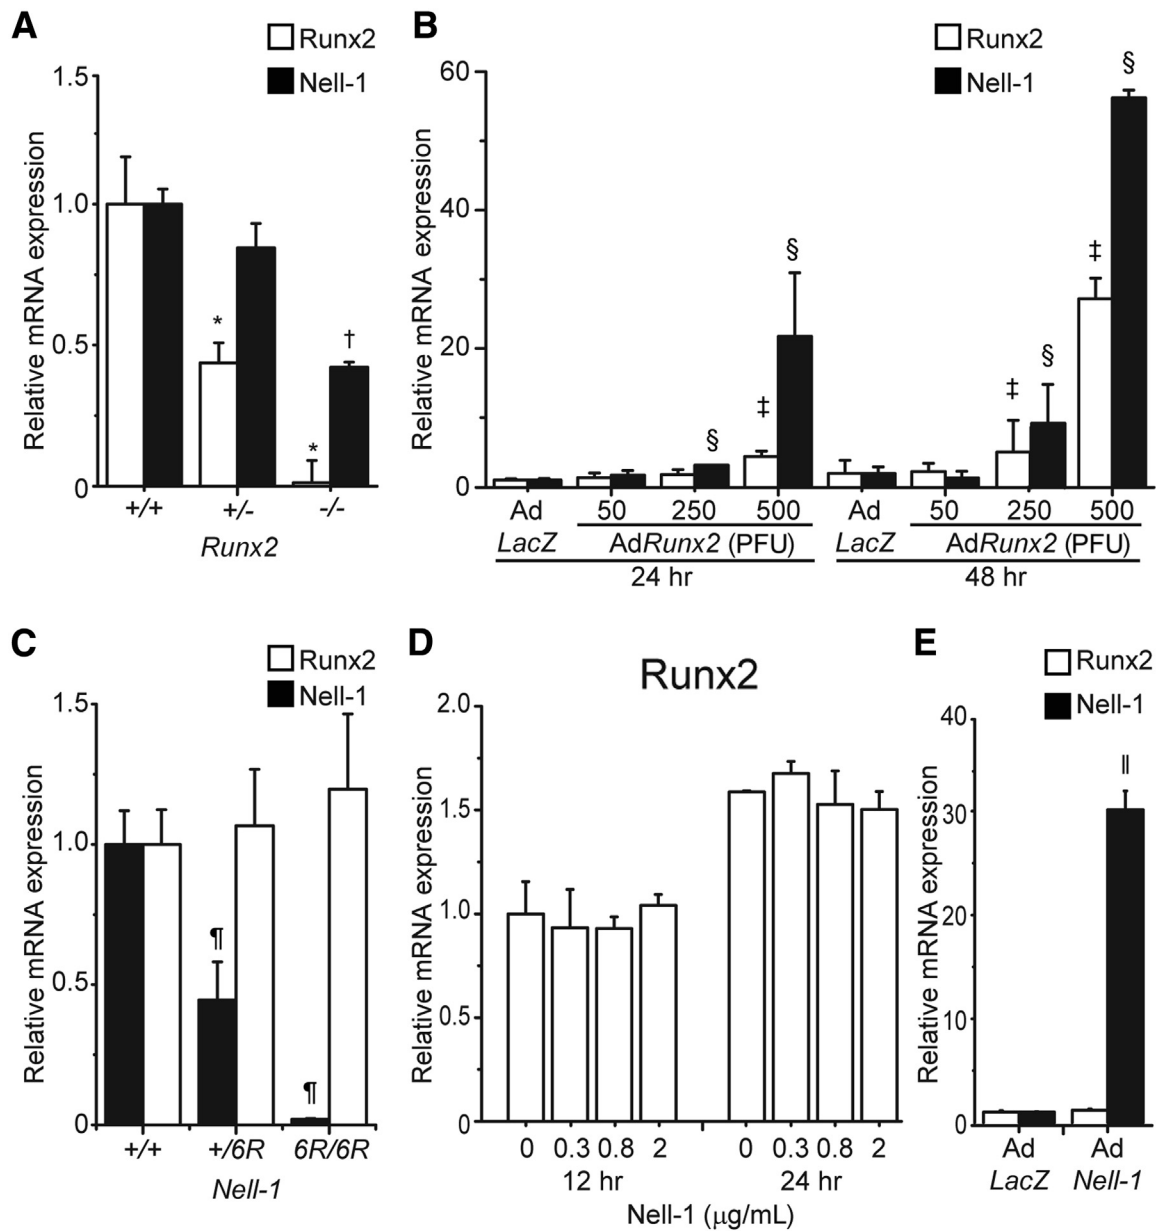 A
Runx2
Nell-1
Relative mRNA expression
1.5
1.0
0.5
0
*
*
†
+/+ +/- -/-
Runx2
B
Runx2
Nell-1
Relative mRNA expression
60
40
20
0
§
‡
§
‡
§
‡
§
Ad 50 250 500 Ad 50 250 500
LacZ AdRunx2 (PFU) LacZ AdRunx2 (PFU)
24 hr 48 hr
C
Runx2
Nell-1
Relative mRNA expression
1.5
1.0
0.5
0
¶
¶
+/+ +/6R 6R/6R
Nell-1
D
Runx2
Relative mRNA expression
2.0
1.5
1.0
0.5
0
0 0.3 0.8 2 0 0.3 0.8 2
12 hr 24 hr
Nell-1 (μg/mL)
E
Runx2
Nell-1
Relative mRNA expression
40
30
20
10
0
‖
Ad Ad
LacZ Nell-1